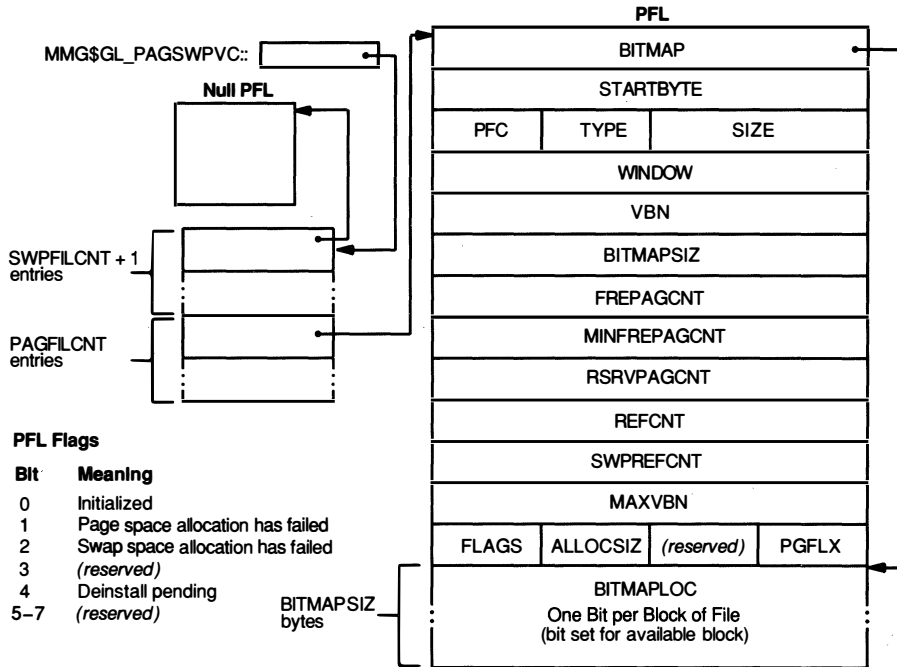 PFL
MMG$GL_PAGSWPVC::
BITMAP
Null PFL
STARTBYTE
PFC TYPE SIZE
WINDOW
VBN
SWPFILCNT + 1
entries
BITMAPSIZ
FREPAGCNT
PAGFILCNT
entries
MINFREPAGCNT
RSRVPAGCNT
REFCNT
SWPREFCNT
MAXVBN
FLAGS ALLOCSIZ (reserved) PGFLX
PFL Flags
Bit Meaning
0 Initialized
1 Page space allocation has failed
2 Swap space allocation has failed
3 (reserved)
4 Deinstall pending
5–7 (reserved)
BITMAPSIZ
bytes
BITMAPLOC
One Bit per Block of File
(bit set for available block)